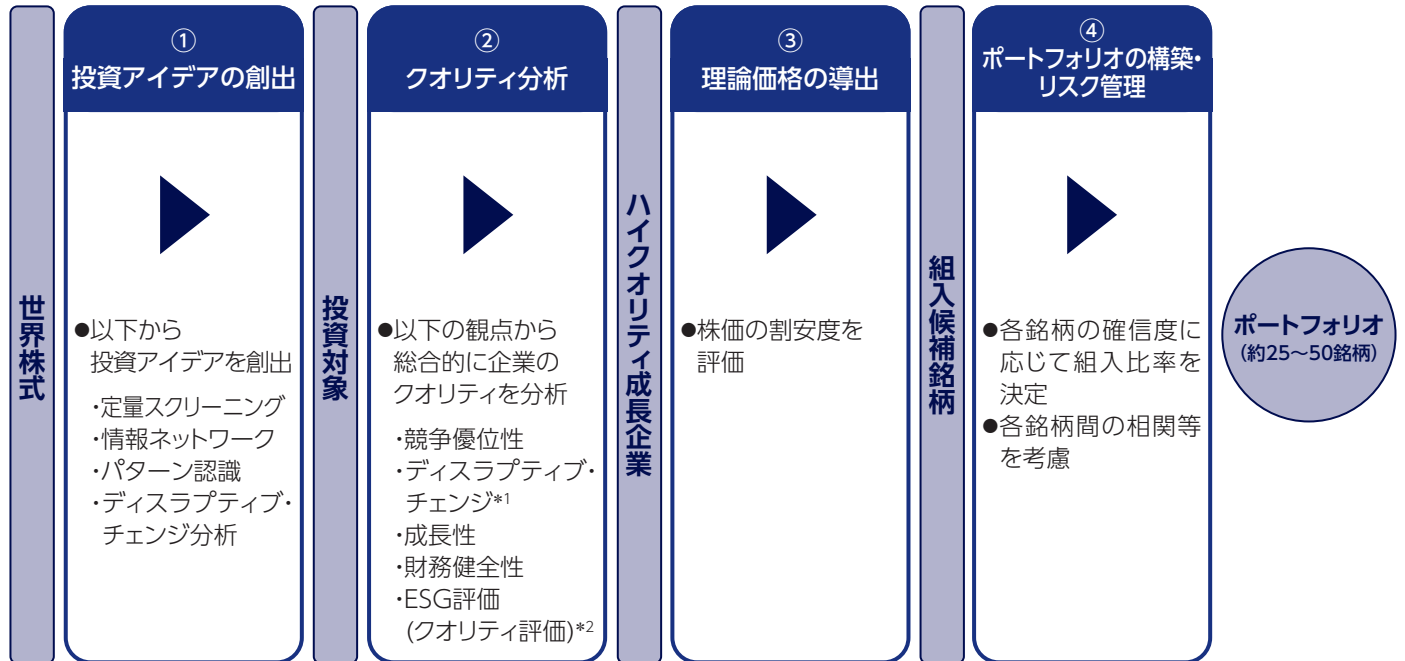 世界株式
①
投資アイデアの創出
●以下から
投資アイデアを創出
・定量スクリーニング
・情報ネットワーク
・パターン認識
・ディスラプティブ・
チェンジ分析
投資対象
②
クオリティ分析
●以下の観点から
総合的に企業の
クオリティを分析
・競争優位性
・ディスラプティブ・
チェンジ*1
・成長性
・財務健全性
・ESG評価
(クオリティ評価)*2
ハイクオリティ成長企業
③
理論価格の導出
●株価の割安度を
評価
組入候補銘柄
④
ポートフォリオの構築・
リスク管理
●各銘柄の確信度に
応じて組入比率を
決定
●各銘柄間の相関等
を考慮
ポートフォリオ
(約25～50銘柄)